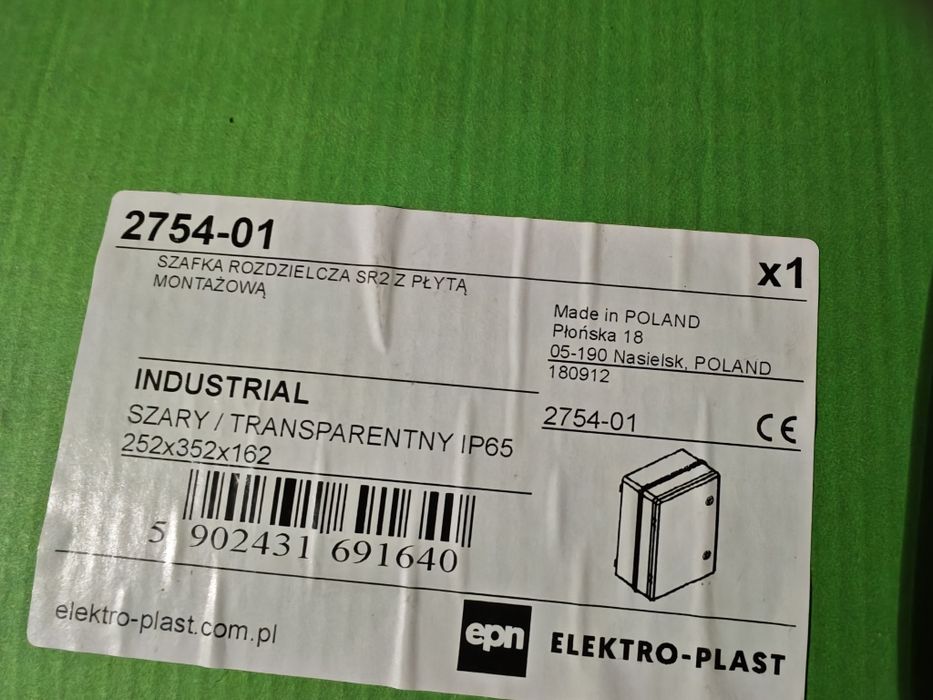 2754-01
x1
SZAFKA ROZDZIELCZA SR2 Z PŁYTĄ
MONTAŻOWĄ
Made in POLAND
Płońska 18
05-190 Nasielsk, POLAND
180912
INDUSTRIAL
SZARY / TRANSPARENTNY IP65
252x352x162
2754-01
CE
5 902431 691640
elektro-plast.com.pl
epn
ELEKTRO-PLAST